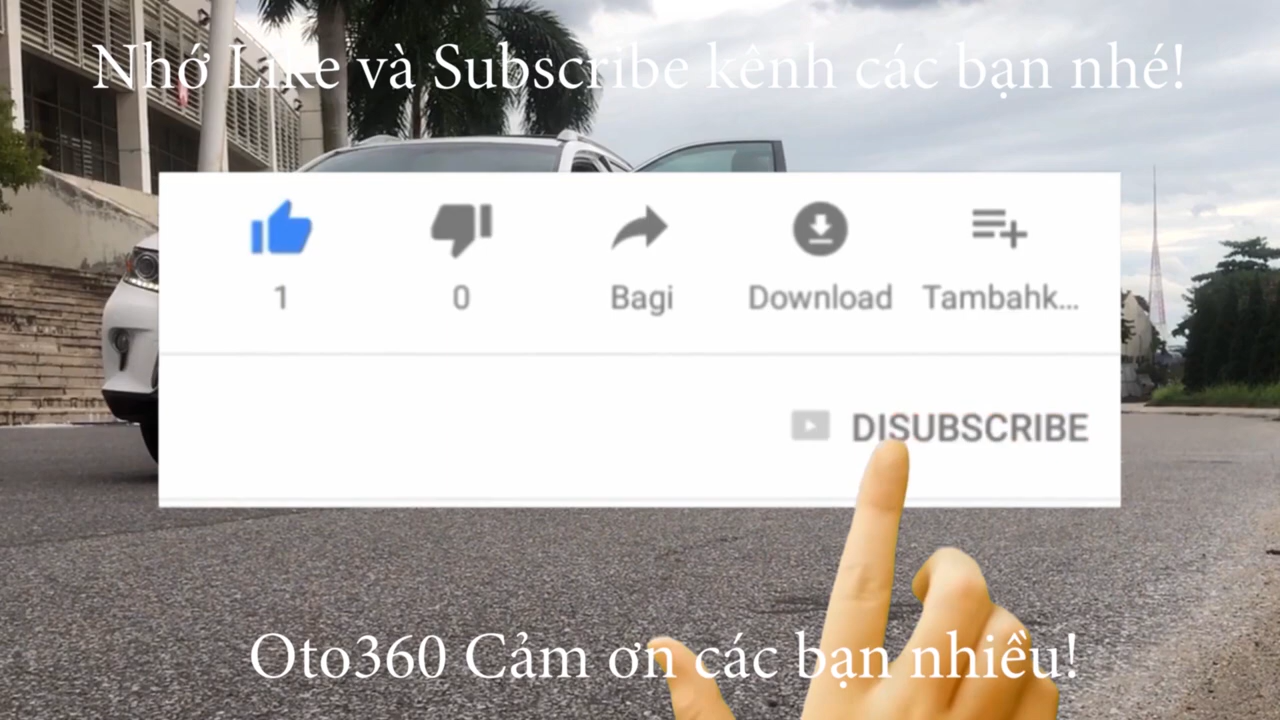 Nhớ Like và Subscribe kênh các bạn nhé!
1 0 Bagi Download Tambahk...
DISUBSCRIBE
Oto360 Cảm ơn các bạn nhiều!